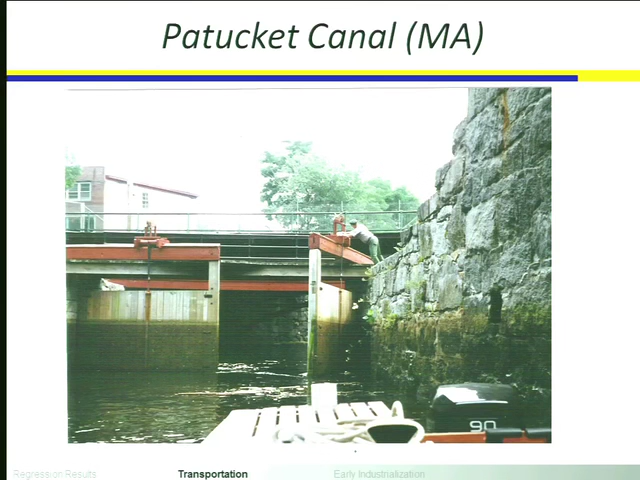 Patucket Canal (MA)
90
Regression Results
Transportation
Early Industrialization